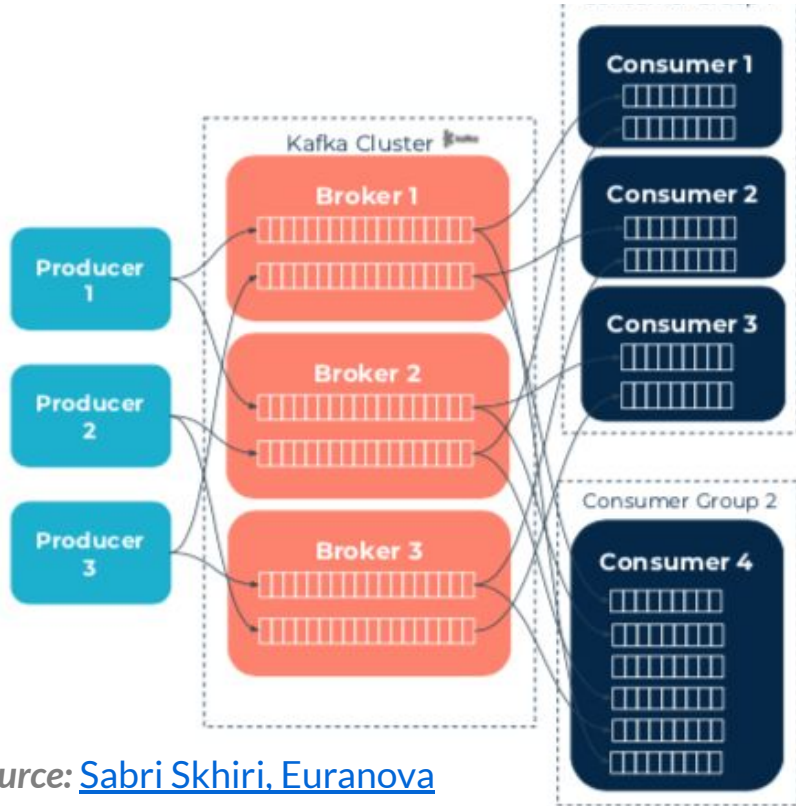 Consumer 1
Kafka Cluster
Broker 1
Consumer 2
Producer
1
Consumer 3
Broker 2
Producer
2
Consumer Group 2
Producer
3
Broker 3
Consumer 4
urce: Sabri Skhiri, Euranova